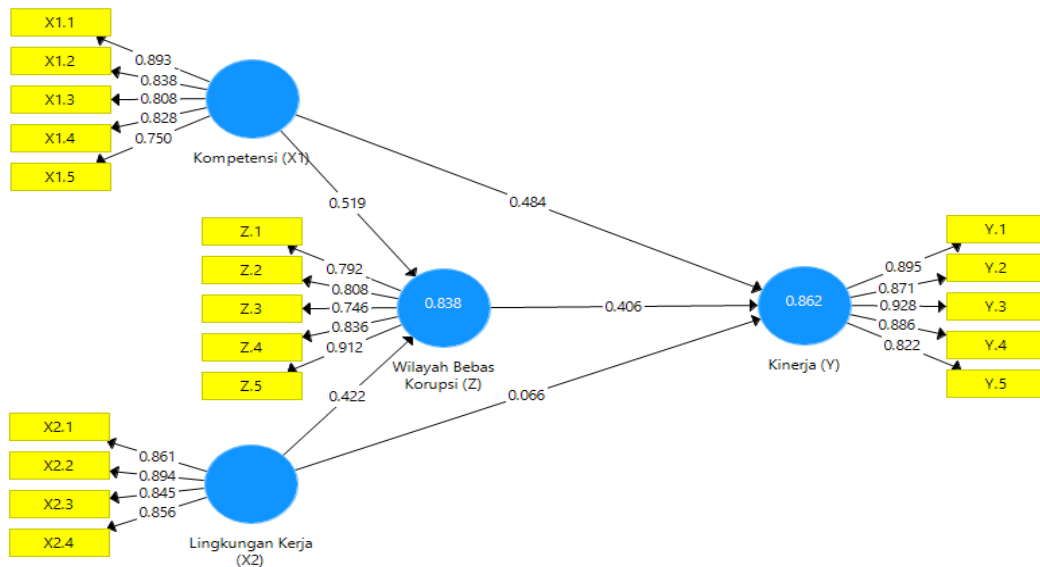 X1.1
X1.2
X1.3
X1.4
X1.5
0.893
0.838
0.808
0.828
0.750
Kompetensi (X1)
0.519
0.484
Z.1
Z.2
Z.3
Z.4
Z.5
0.792
0.808
0.746
0.836
0.912
0.838
Wilayah Bebas
Korupsi (Z)
0.406
0.422
0.066
0.862
Kinerja (Y)
0.895
0.871
0.928
0.886
0.822
Y.1
Y.2
Y.3
Y.4
Y.5
X2.1
X2.2
X2.3
X2.4
0.861
0.894
0.845
0.856
Lingkungan Kerja
(X2)